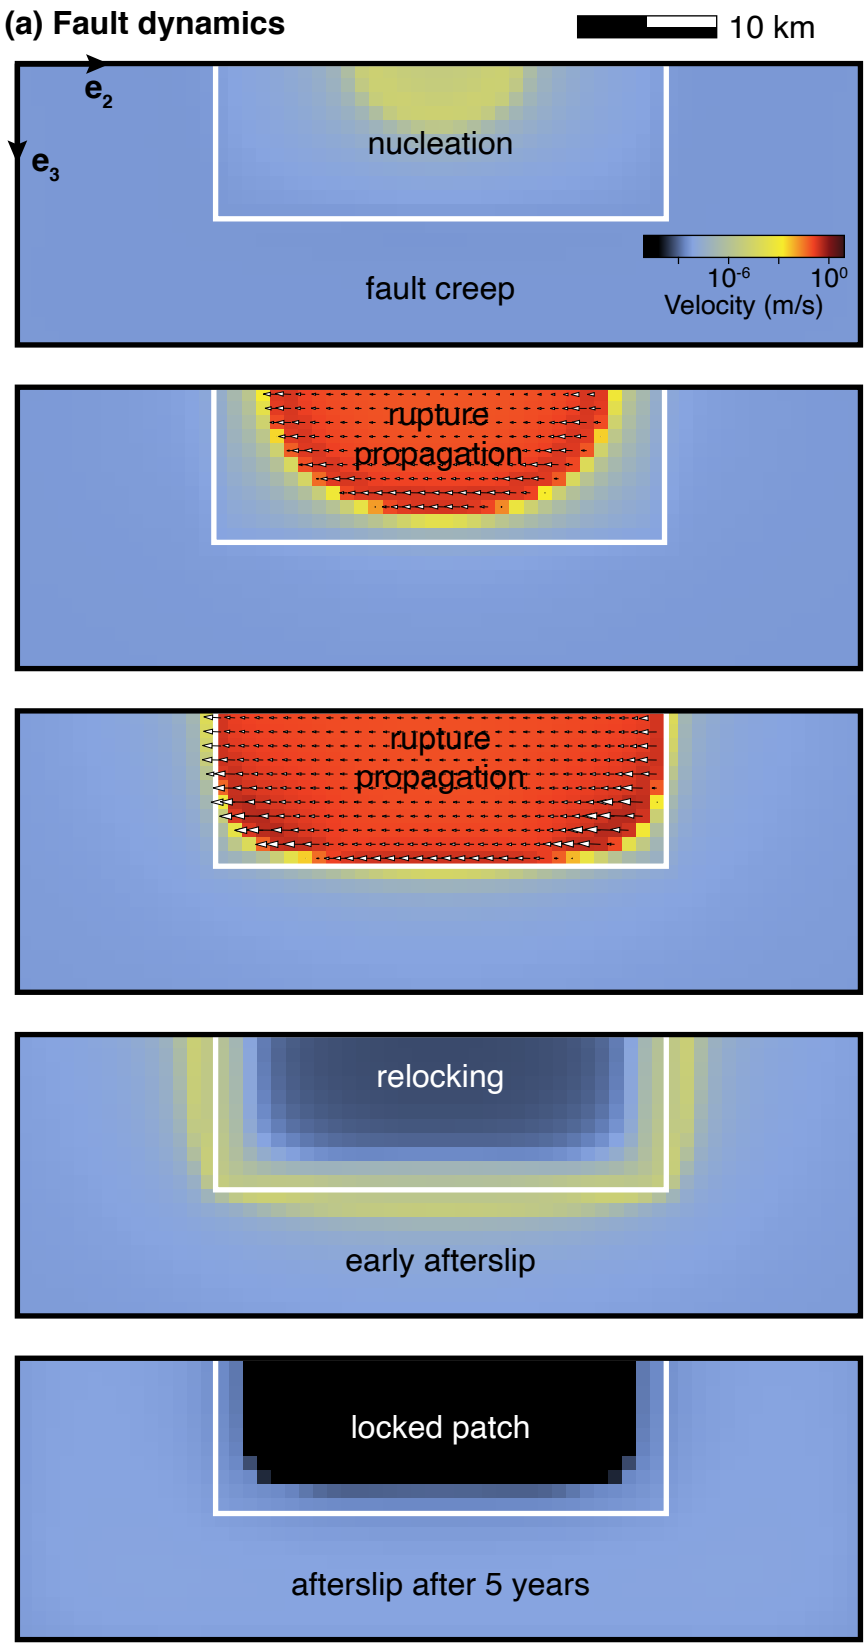 (a) Fault dynamics
10 km
e2
e3
nucleation
fault creep
10-6
100
Velocity (m/s)
rupture
propagation
rupture
propagation
relocking
early afterslip
locked patch
afterslip after 5 years